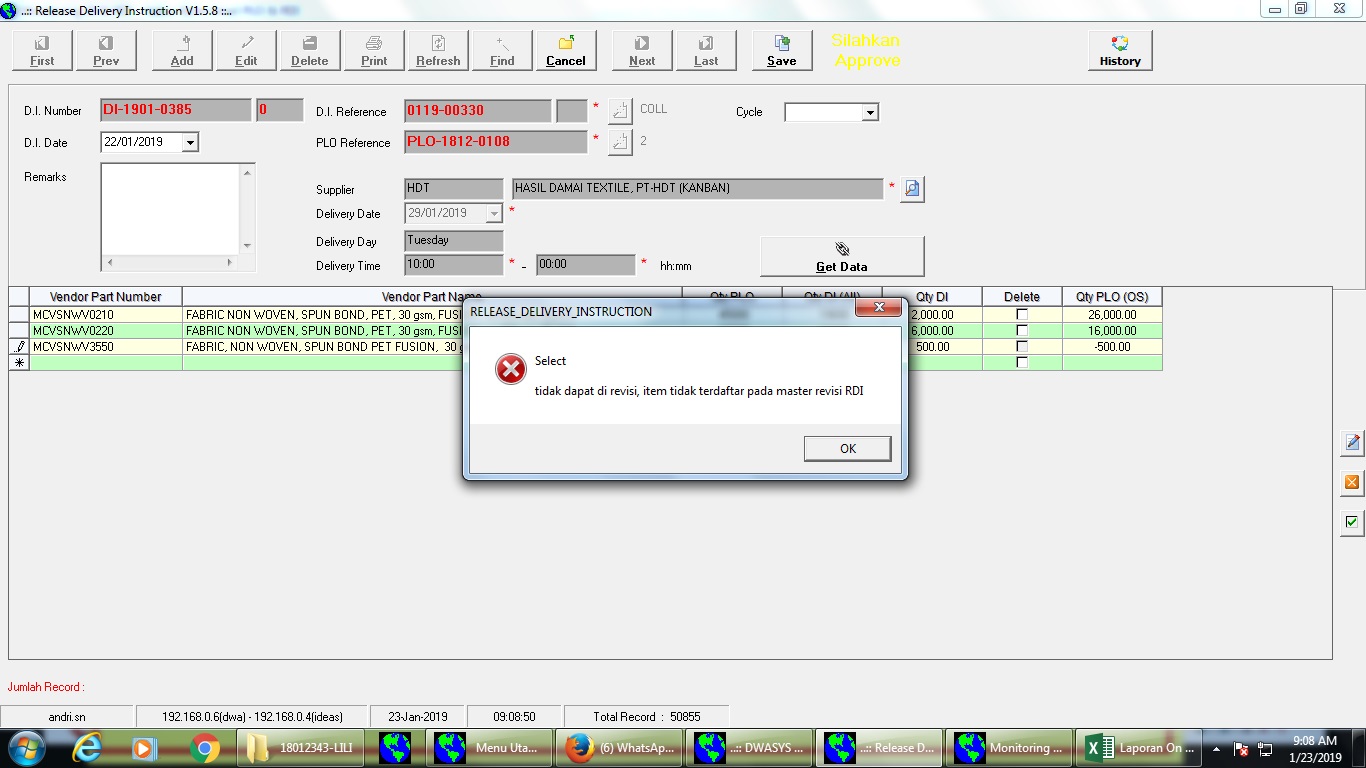 ..:: Release Delivery Instruction V1.5.8 ::..
First Prev Add Edit Delete Print Refresh Find Cancel Next Last Save History
Silahkan
Approve
D.I. Number DI-1901-0385 0 D.I. Reference 0119-00330 * COLL Cycle
D.I. Date 22/01/2019 PLO Reference PLO-1812-0108 * 2
Remarks
Supplier HDT HASIL DAMAI TEXTILE, PT-HDT (KANBAN) *
Delivery Date 29/01/2019 *
Delivery Day Tuesday
Delivery Time 10:00 * - 00:00 * hh:mm
Get Data
Vendor Part Number Vendor Part Name Qty PLO Qty DI (All) Qty DI Delete Qty PLO (OS)
MCVSNWV0210 FABRIC NON WOVEN, SPUN BOND, PET, 30 gsm, FUSI 2,000.00 26,000.00
MCVSNWV0220 FABRIC NON WOVEN, SPUN BOND, PET, 30 gsm, FUSI 6,000.00 16,000.00
MCVSNWV3550 FABRIC, NON WOVEN, SPUN BOND PET FUSION, 30 g 500.00 -500.00
RELEASE_DELIVERY_INSTRUCTION
Select
tidak dapat di revisi, item tidak terdaftar pada master revisi RDI
OK
Jumlah Record :
andri.sn 192.168.0.6(dwa) - 192.168.0.4(ideas) 23-Jan-2019 09:08:50 Total Record : 50855
18012343-LILI Menu Uta... (6) WhatsAp... ..:: DWASYS ... ..:: Release D... Monitoring ... Laporan On ... 9:08 AM
1/23/2019